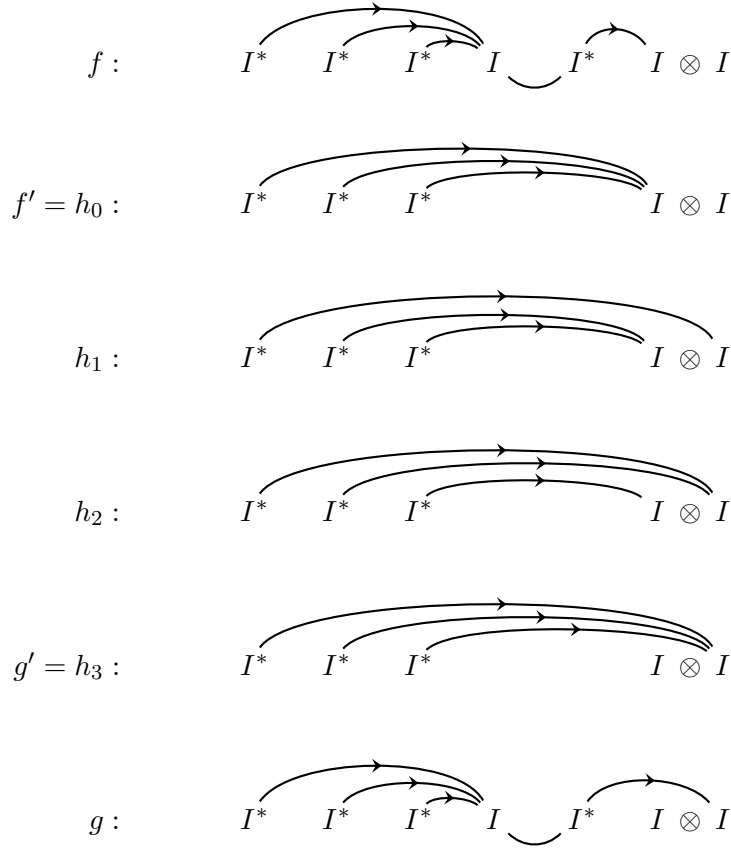 f : I* I* I* I I* I ⊗ I
f′ = h₀ : I* I* I* I ⊗ I
h₁ : I* I* I* I ⊗ I
h₂ : I* I* I* I ⊗ I
g′ = h₃ : I* I* I* I ⊗ I
g : I* I* I* I I* I ⊗ I